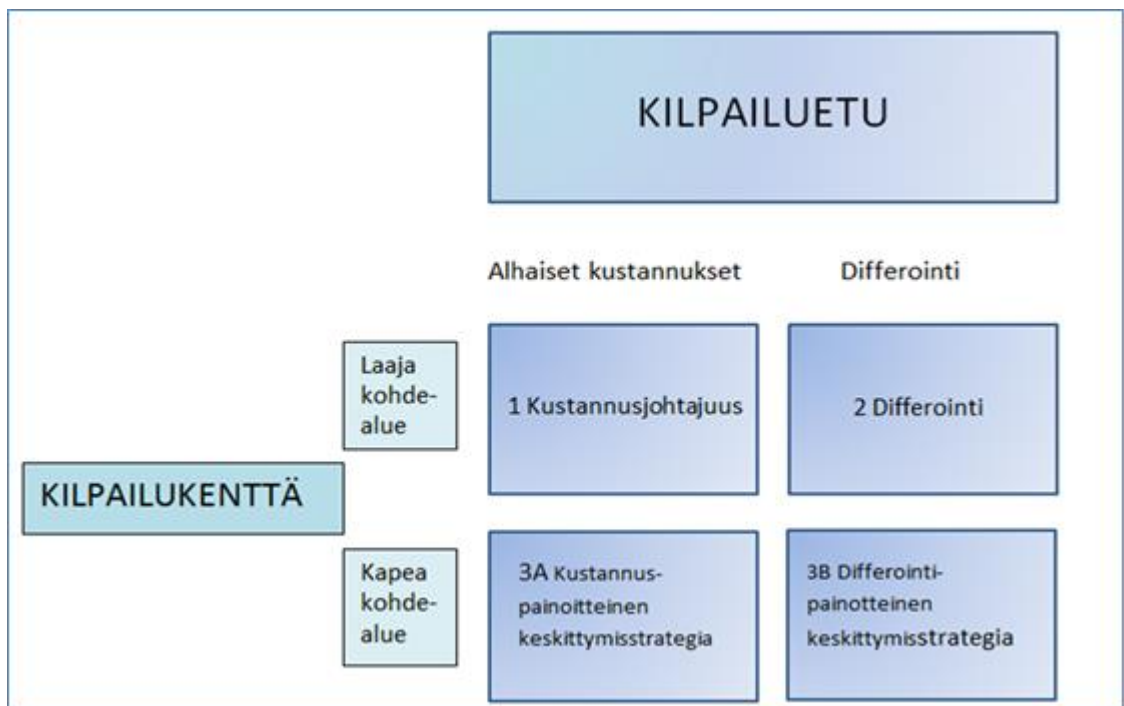 KILPAILUETU
Alhaiset kustannukset
Differointi
Laaja
kohde-
alue
1 Kustannusjohtajuus
2 Differointi
KILPAILUKENTTÄ
Kapea
kohde-
alue
3A Kustannus-
painoitteinen
keskittymisstrategia
3B Differointi-
painotteinen
keskittymisstrategia